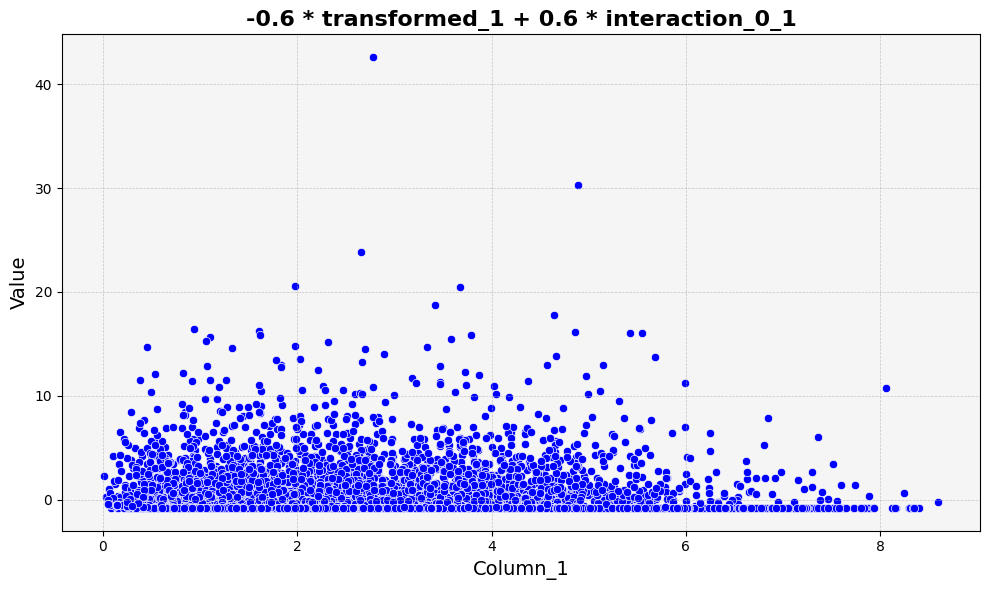 -0.6 * transformed_1 + 0.6 * interaction_0_1
Value
40
30
20
10
0
0 2 4 6 8
Column_1